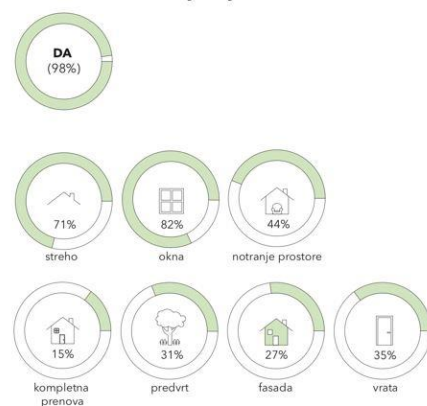 DA
(98%)
71%
82%
44%
streho
okna
notranje prostore
15%
31%
27%
35%
kompletna
prenova
predvrt
fasada
vrata